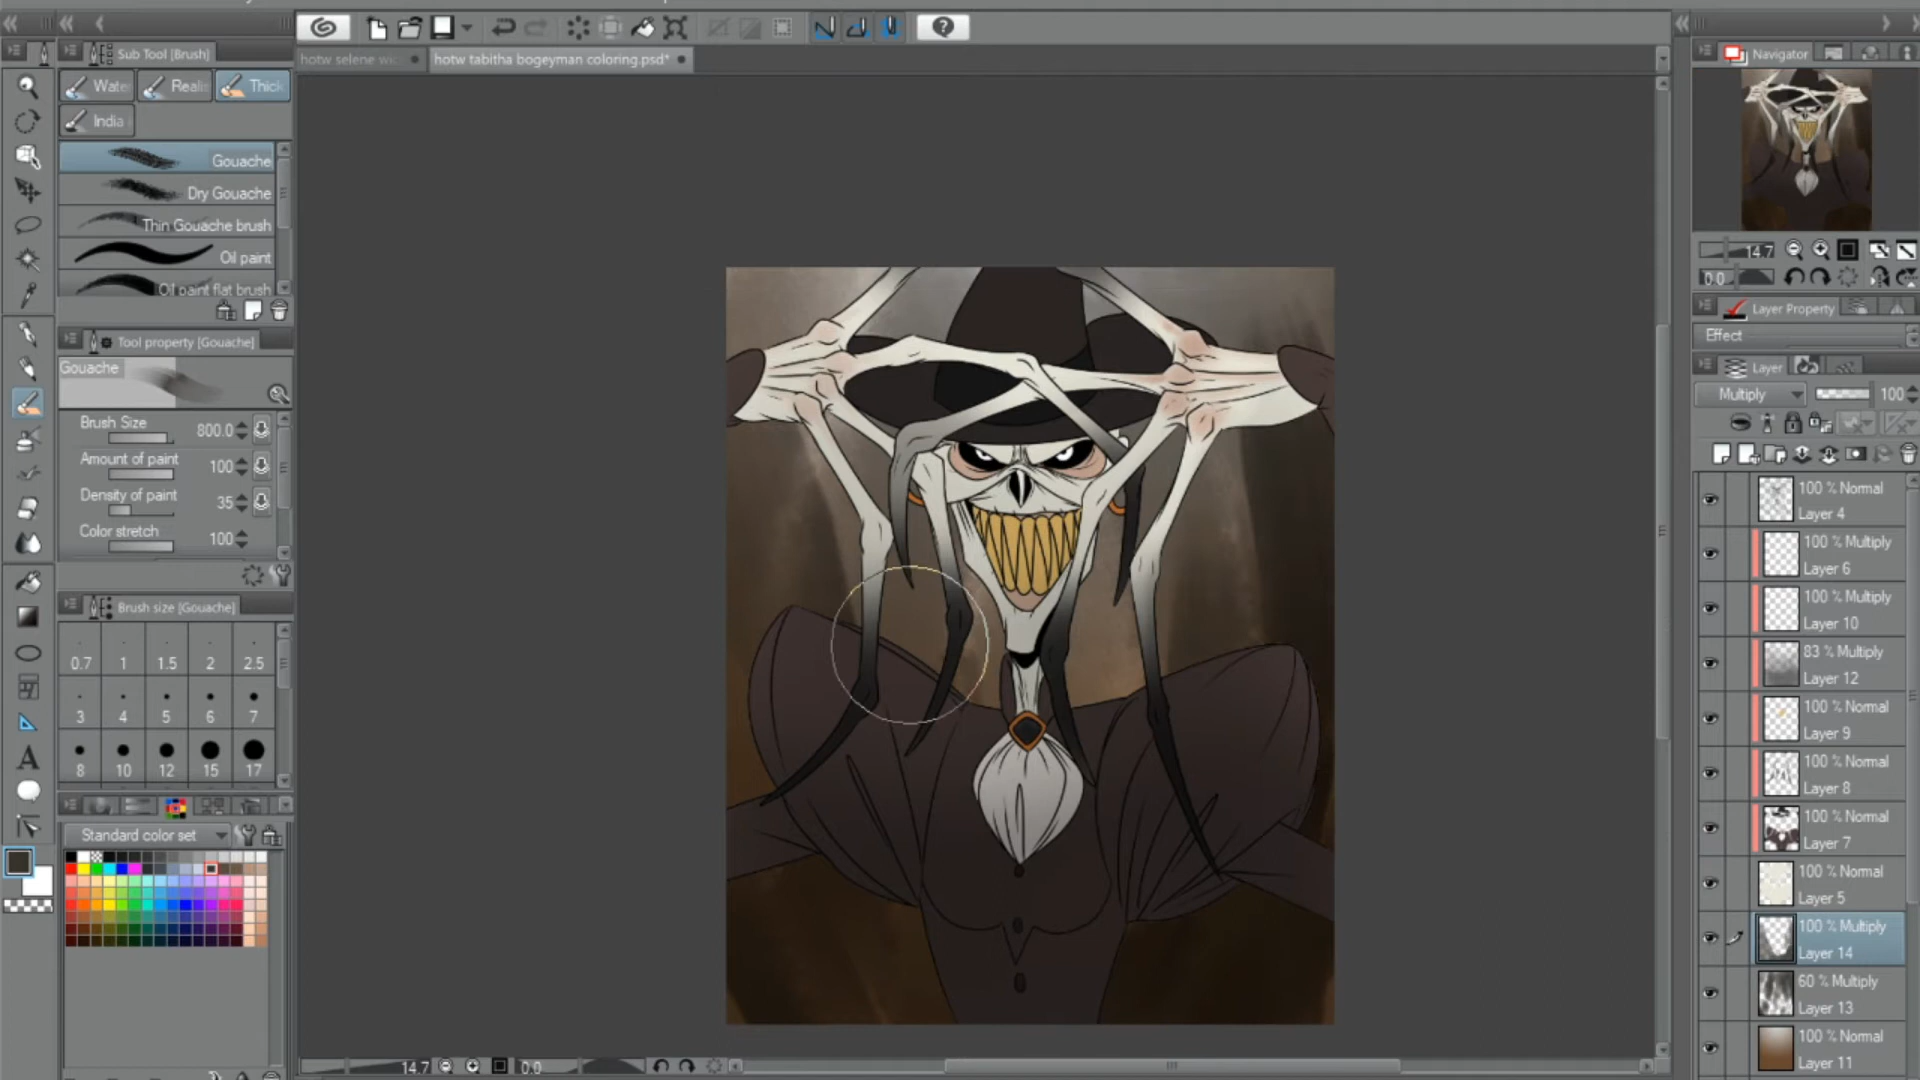 Sub Tool [Brush]
hotw selene wi
hotw tabitha bogeyman coloring.psd*
Navigator
Thick
India
Gouache
Dry Gouache
Thin Gouache brush
Oil paint
Oil paint flat brush
Tool property [Gouache]
Gouache
Brush Size 800.0
Amount of paint 100
Density of paint 35
Color stretch 100
Brush size [Gouache]
0.7 1 1.5 2 2.5
3 4 5 6 7
8 10 12 15 17
Standard color set
A
14.7 0.0
14.7
0.0
Layer Property
Effect
Layer
Multiply 100
100 % Normal
Layer 4
100 % Multiply
Layer 6
100 % Multiply
Layer 10
83 % Multiply
Layer 12
100 % Normal
Layer 9
100 % Normal
Layer 8
100 % Normal
Layer 7
100 % Normal
Layer 5
100 % Multiply
Layer 14
60 % Multiply
Layer 13
100 % Normal
Layer 11